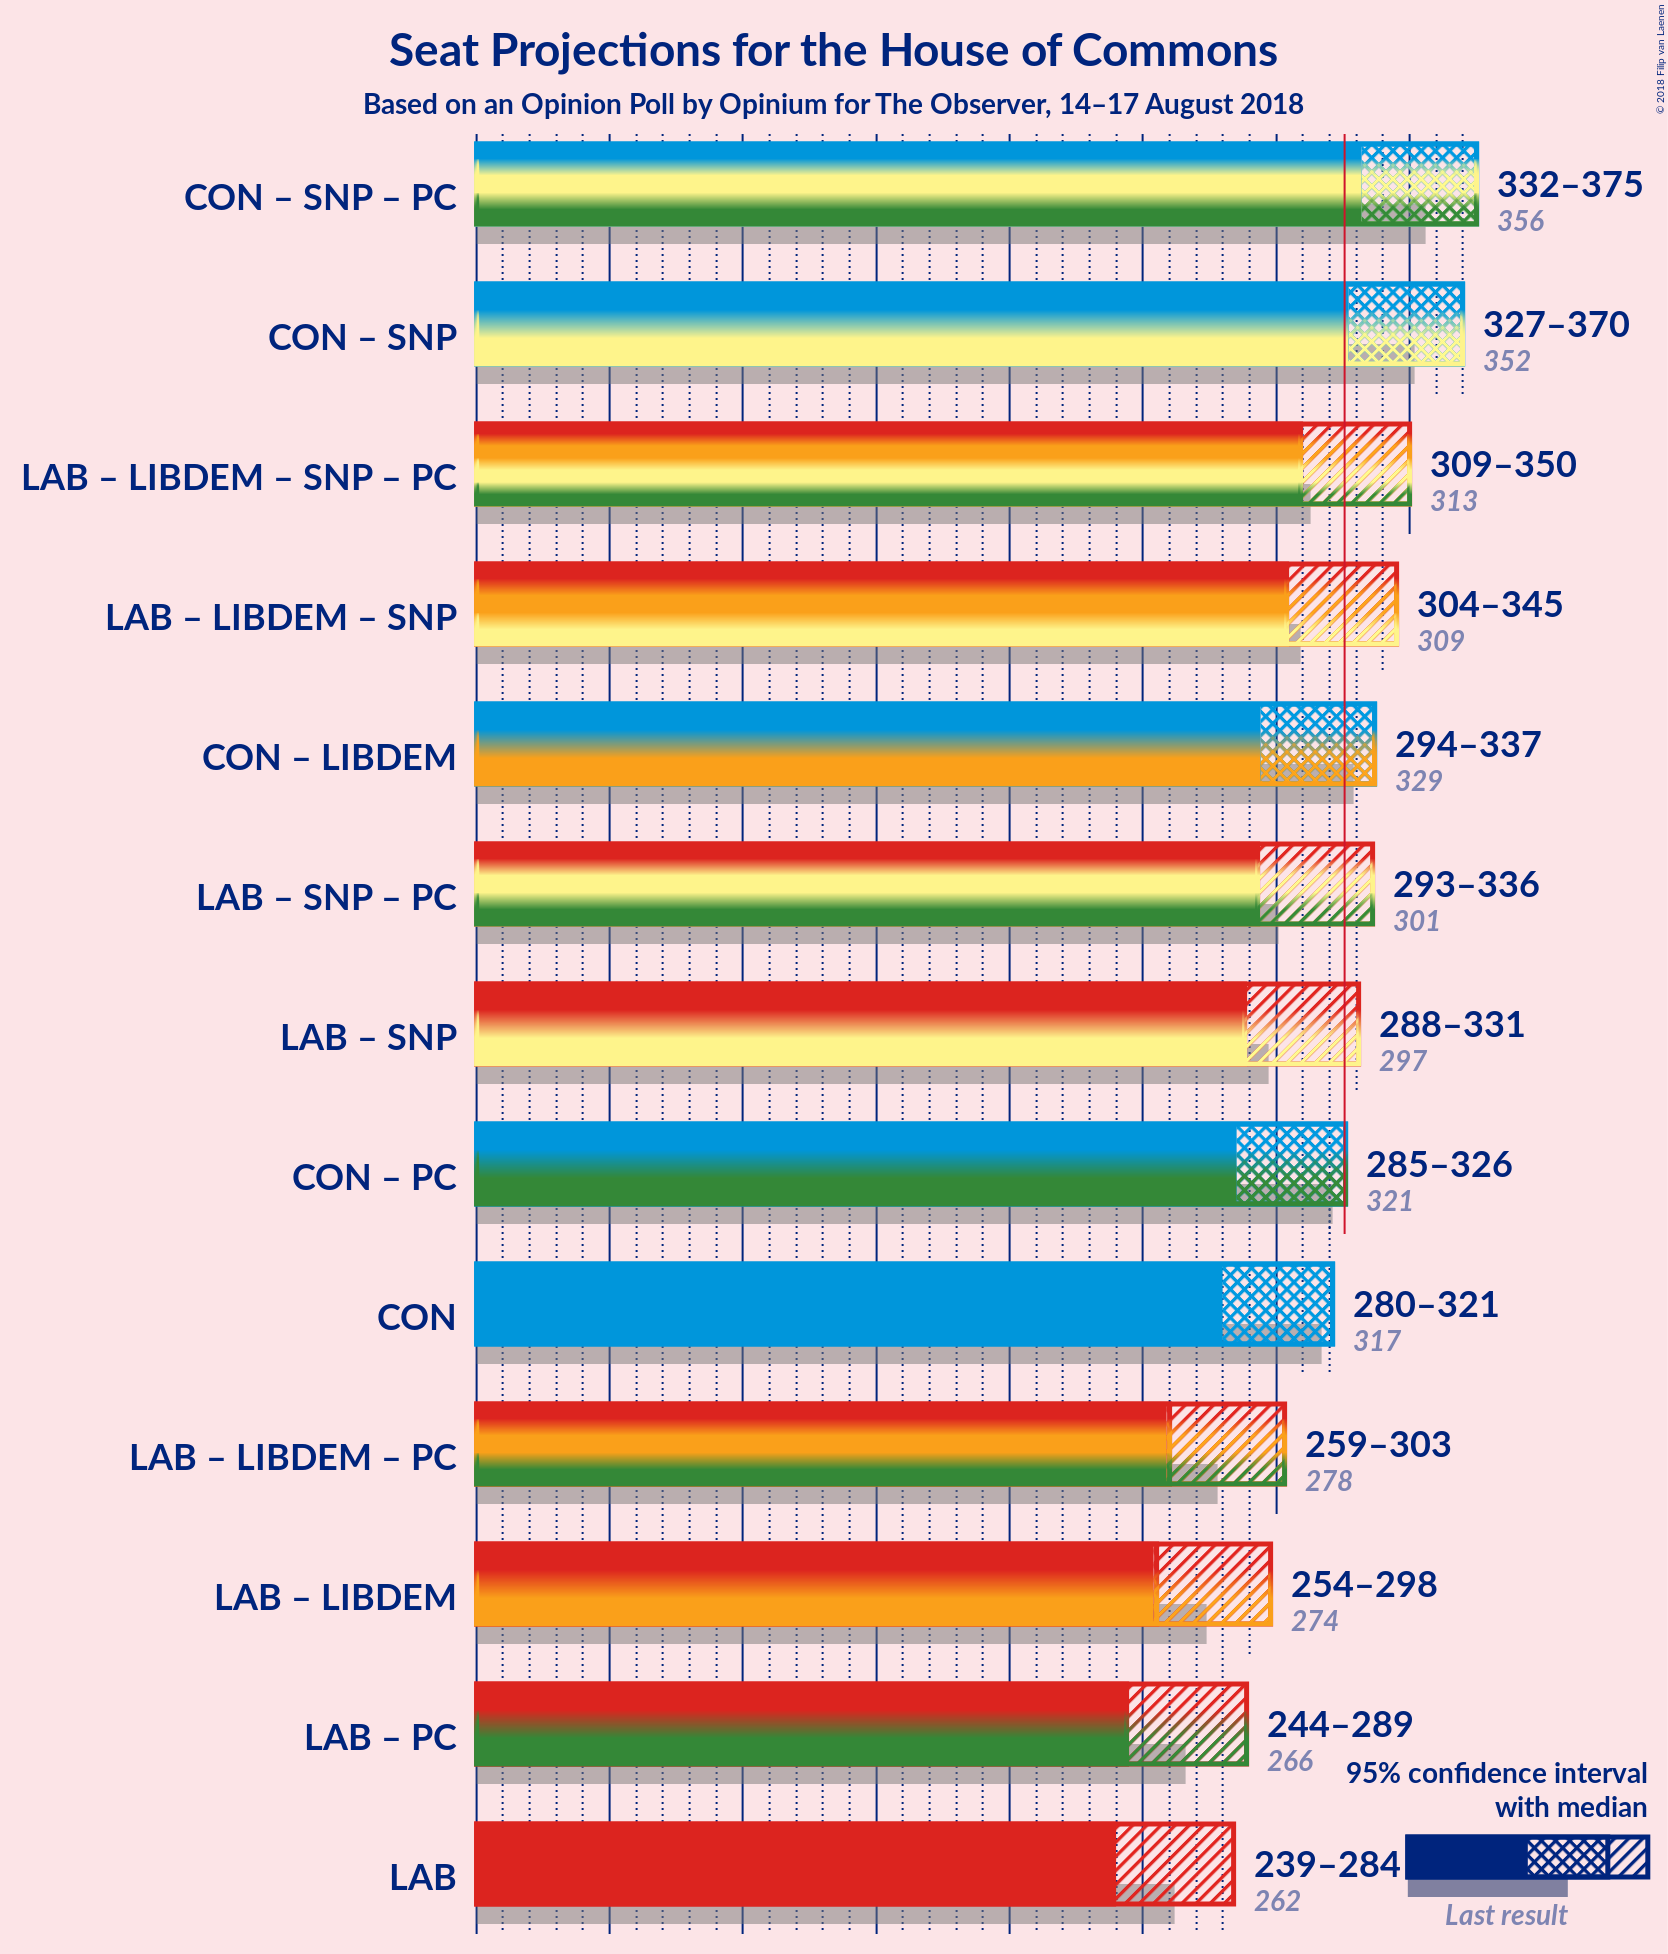 Seat Projections for the House of Commons
Based on an Opinion Poll by Opinium for The Observer, 14–17 August 2018
© 2018 Filip van Laenen
CON – SNP – PC
332–375
356
CON – SNP
327–370
352
LAB – LIBDEM – SNP – PC
309–350
313
LAB – LIBDEM – SNP
304–345
309
CON – LIBDEM
294–337
329
LAB – SNP – PC
293–336
301
LAB – SNP
288–331
297
CON – PC
285–326
321
CON
280–321
317
LAB – LIBDEM – PC
259–303
278
LAB – LIBDEM
254–298
274
LAB – PC
244–289
266
LAB
239–284
262
95% confidence interval
with median
Last result